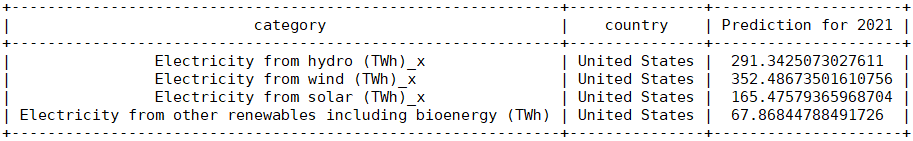 category | country | Prediction for 2021
Electricity from hydro (TWh)_x | United States | 291.3425073027611
Electricity from wind (TWh)_x | United States | 352.48673501610756
Electricity from solar (TWh)_x | United States | 165.47579365968704
Electricity from other renewables including bioenergy (TWh) | United States | 67.86844788491726